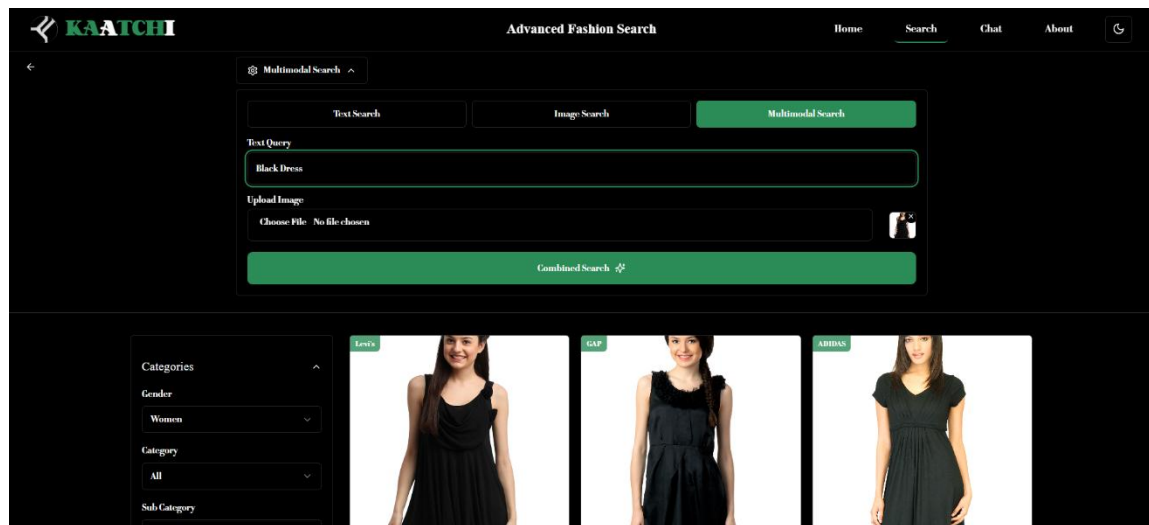 KAATCHI
Advanced Fashion Search
Home
Search
Chat
About
Multimodal Search
Text Search
Image Search
Multimodal Search
Text Query
Black Dress
Upload Image
Choose File No file chosen
Combined Search
Categories
Gender
Women
Category
All
Sub Category
Levi's
GAP
ADIDAS